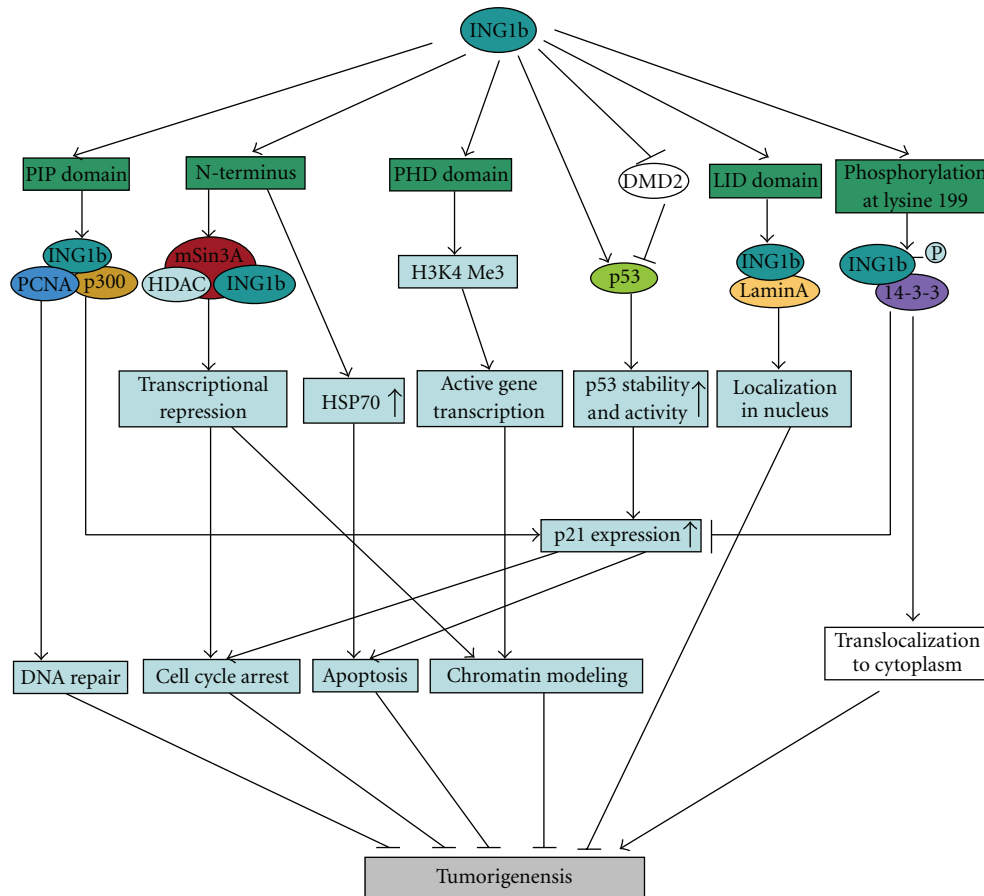 ING1b
PIP domain
N-terminus
PHD domain
DMD2
LID domain
Phosphorylation
at lysine 199
ING1b
PCNA
p300
mSin3A
HDAC
ING1b
H3K4 Me3
p53
ING1b
LaminA
ING1b
P
14-3-3
Transcriptional
repression
HSP70 ↑
Active gene
transcription
p53 stability
and activity ↑
Localization
in nucleus
p21 expression ↑
DNA repair
Cell cycle arrest
Apoptosis
Chromatin modeling
Translocalization
to cytoplasm
Tumorigenensis